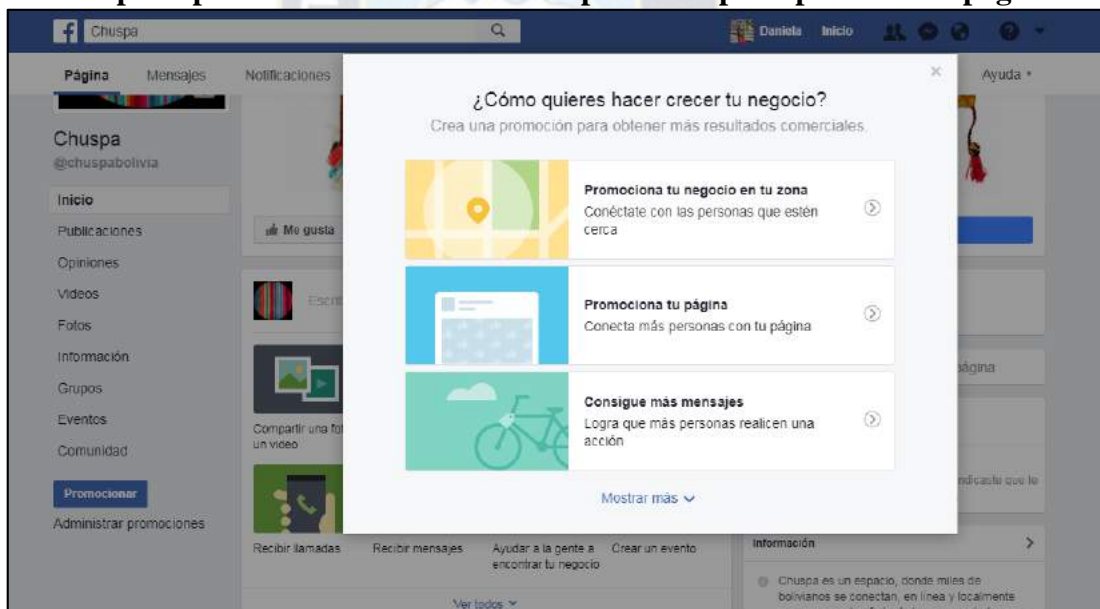 Chuspa
Daniela Inicio
Página Mensajes Notificaciones Ayuda
Chuspa
@chuspabolivia
Inicio
Publicaciones
Opiniones
Videos
Fotos
Información
Grupos
Eventos
Comunidad
Promocionar
Administrar promociones
Me gusta
Compartir una
un video
Recibir llamadas
Recibir mensajes
Ayudar a la gente a
encontrar tu negocio
Crear un evento
Ver todos
¿Cómo quieres hacer crecer tu negocio?
Crea una promoción para obtener más resultados comerciales.
Promociona tu negocio en tu zona
Conéctate con las personas que estén
cerca
Promociona tu página
Conecta más personas con tu página
Consigue más mensajes
Logra que más personas realicen una
acción
Mostrar más
página
indicaste que te
Información
Chuspa es un espacio, donde miles de
bolivianos se conectan, en línea y localmente